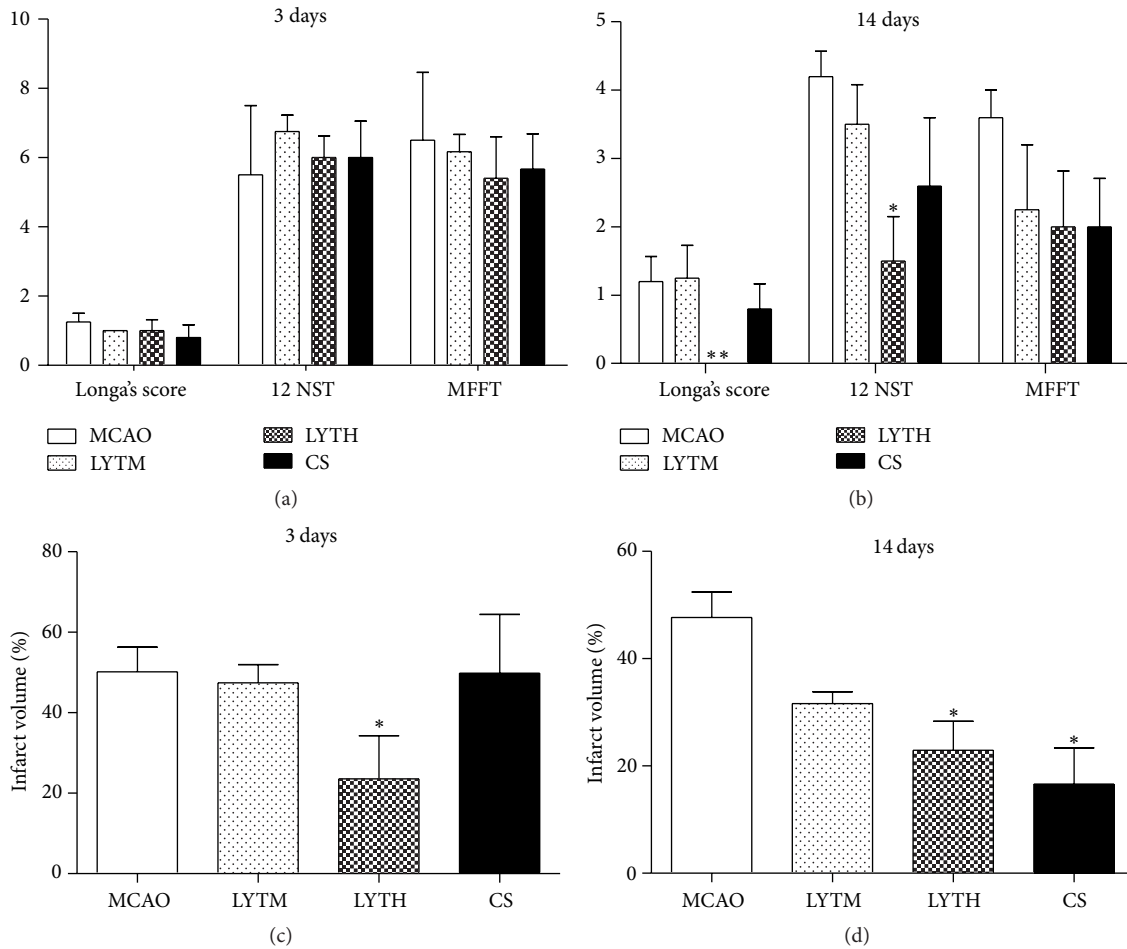 3 days
10
8
6
4
2
0
Longa's score 12 NST MFFT
MCAO LYTH
LYTM CS
(a)
14 days
5
4
3
2
1
0
**
*
Longa's score 12 NST MFFT
MCAO LYTH
LYTM CS
(b)
3 days
Infarct volume (%)
80
60
40
20
0
*
MCAO LYTM LYTH CS
(c)
14 days
Infarct volume (%)
60
40
20
0
*
*
MCAO LYTM LYTH CS
(d)